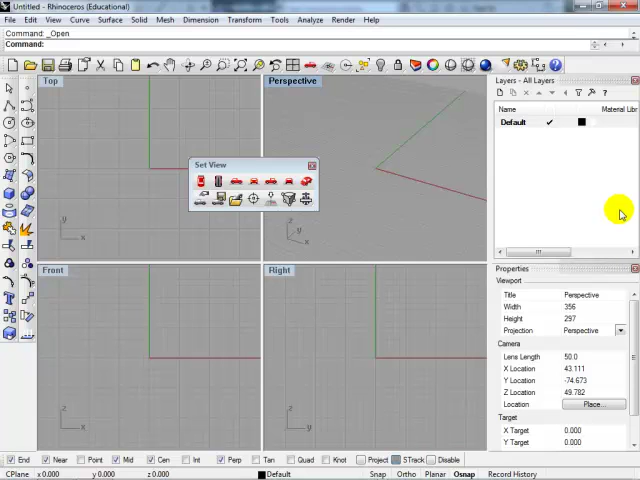 Untitled - Rhinoceros (Educational)
File Edit View Curve Surface Solid Mesh Dimension Transform Tools Analyze Render Help
Command: _Open
Command:
Top
Perspective
Layers - All Layers
Name Material Libr
Default
Set View
y
x
z
y
x
Front
Right
z
x
z
y
Properties
Viewport
Title Perspective
Width 356
Height 297
Projection Perspective
Camera
Lens Length 50.0
X Location 43.111
Y Location -74.673
Z Location 49.782
Location Place...
Target
X Target 0.000
Y Target 0.000
End Near Point Mid Cen Int Perp Tan Quad Knot Project STrack Disable
CPlane x 0.000 y 0.000 z 0.000 Default Snap Ortho Planar Osnap Record History